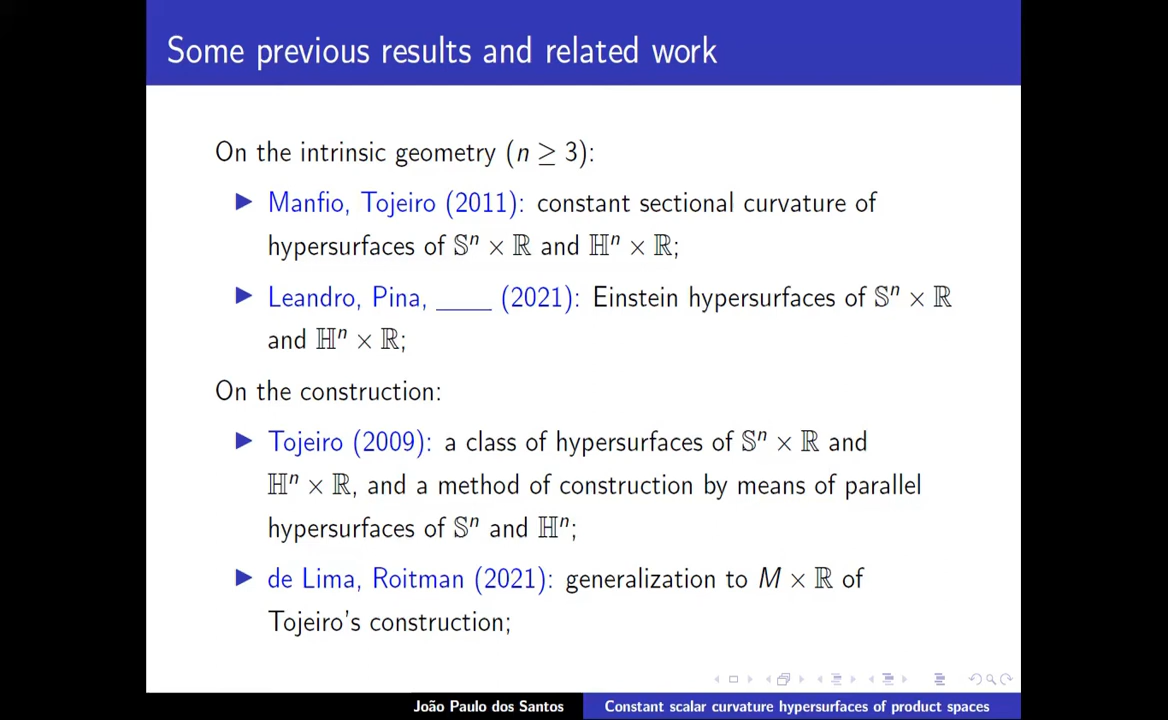 Some previous results and related work
On the intrinsic geometry (n ≥ 3):
Manfio, Tojeiro (2011): constant sectional curvature of
hypersurfaces of 𝕊ⁿ × ℝ and ℍⁿ × ℝ;
Leandro, Pina, ____ (2021): Einstein hypersurfaces of 𝕊ⁿ × ℝ
and ℍⁿ × ℝ;
On the construction:
Tojeiro (2009): a class of hypersurfaces of 𝕊ⁿ × ℝ and
ℍⁿ × ℝ, and a method of construction by means of parallel
hypersurfaces of 𝕊ⁿ and ℍⁿ;
de Lima, Roitman (2021): generalization to M × ℝ of
Tojeiro's construction;
João Paulo dos Santos Constant scalar curvature hypersurfaces of product spaces